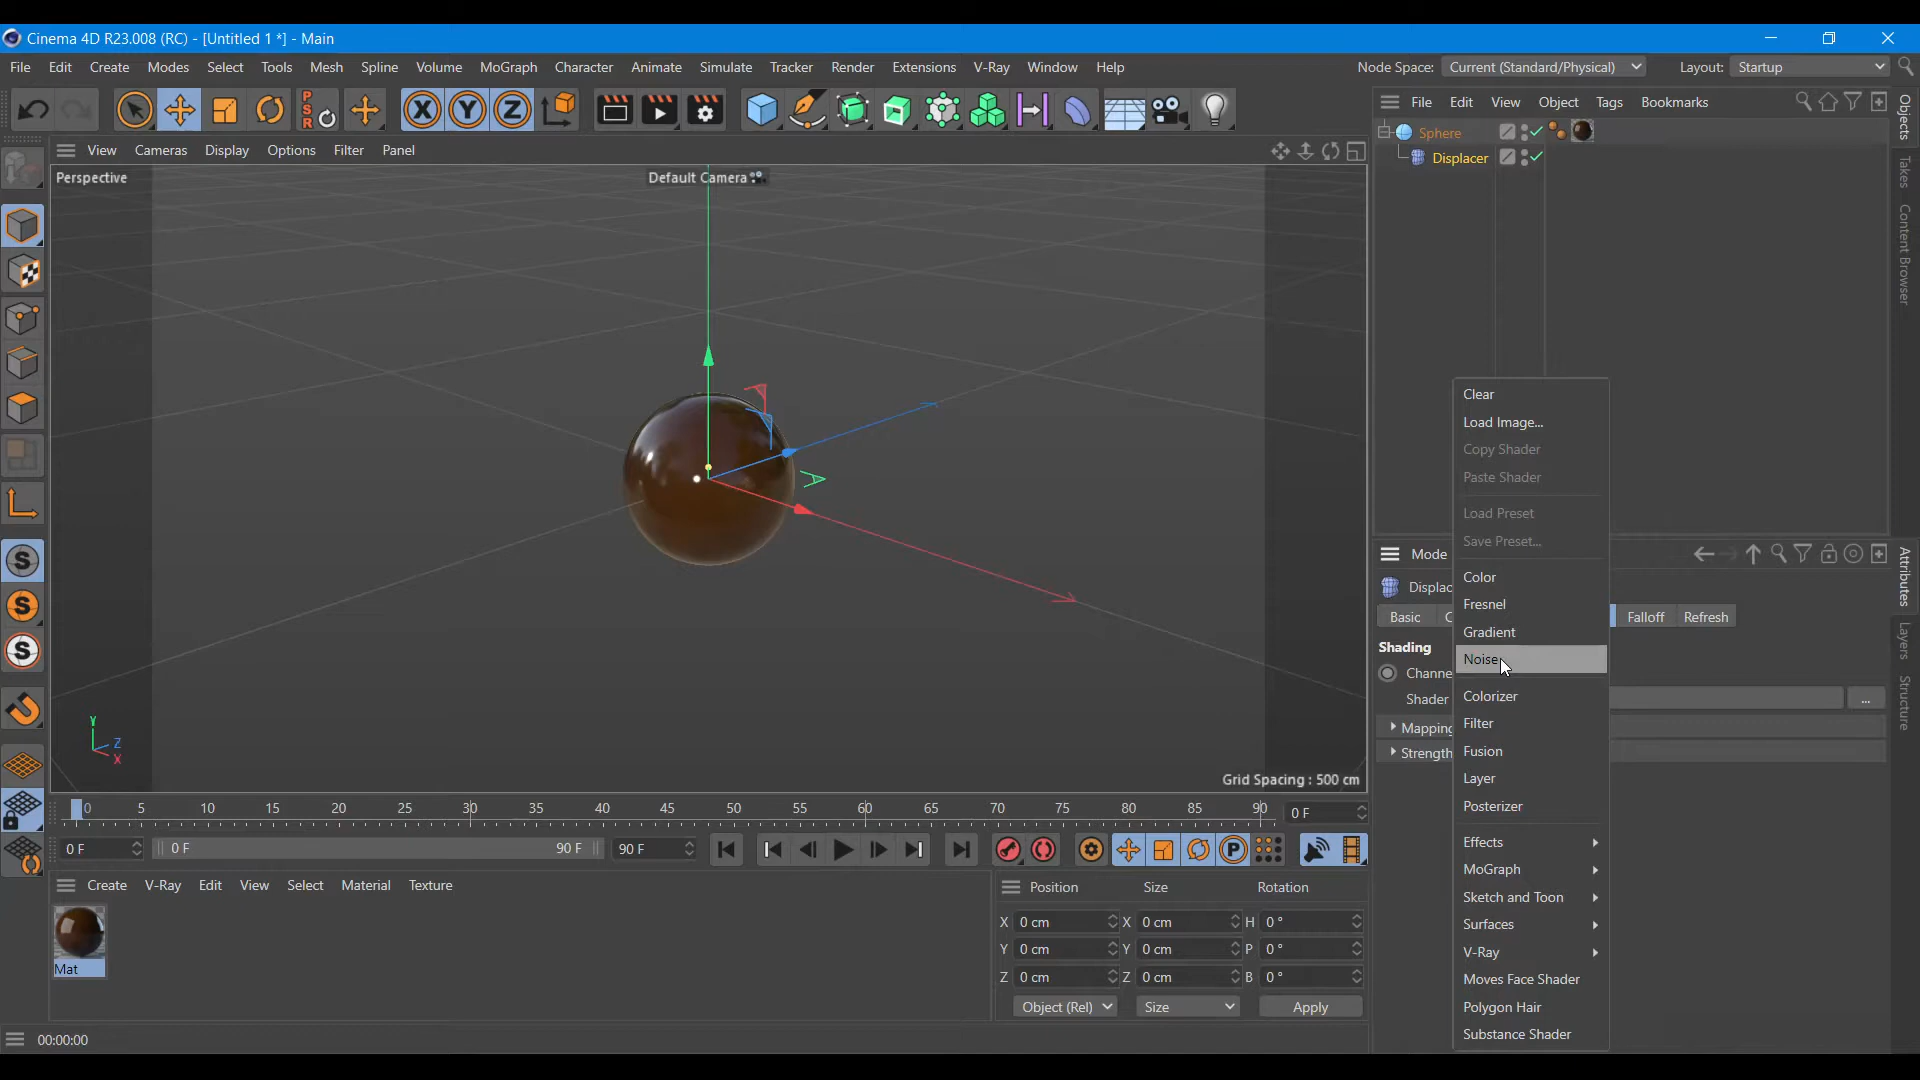 Cinema 4D R23.008 (RC) - [Untitled 1 *] - Main
File Edit Create Modes Select Tools Mesh Spline Volume MoGraph Character Animate Simulate Tracker Render Extensions V-Ray Window Help
Node Space: Current (Standard/Physical) Layout: Startup
PSR X Y Z
File Edit View Object Tags Bookmarks
Sphere
Displacer
Objects
Takes
Content Browser
View Cameras Display Options Filter Panel
Perspective
Default Camera
Y
Z
X
Grid Spacing : 500 cm
S
S
S
Clear
Load Image...
Copy Shader
Paste Shader
Load Preset
Save Preset...
Color
Fresnel
Gradient
Noise
Colorizer
Filter
Fusion
Layer
Posterizer
Effects
MoGraph
Sketch and Toon
Surfaces
V-Ray
Moves Face Shader
Polygon Hair
Substance Shader
Mode
Displac
Basic C Falloff Refresh
Shading
Channe
Shader ...
Mapping
Strength
Attributes
Layers
Structure
0 5 10 15 20 25 30 35 40 45 50 55 60 65 70 75 80 85 90 0 F
0 F 0 F 90 F 90 F P
Create V-Ray Edit View Select Material Texture
Mat
Position Size Rotation
X 0 cm X 0 cm H 0 °
Y 0 cm Y 0 cm P 0 °
Z 0 cm Z 0 cm B 0 °
Object (Rel) Size Apply
00:00:00